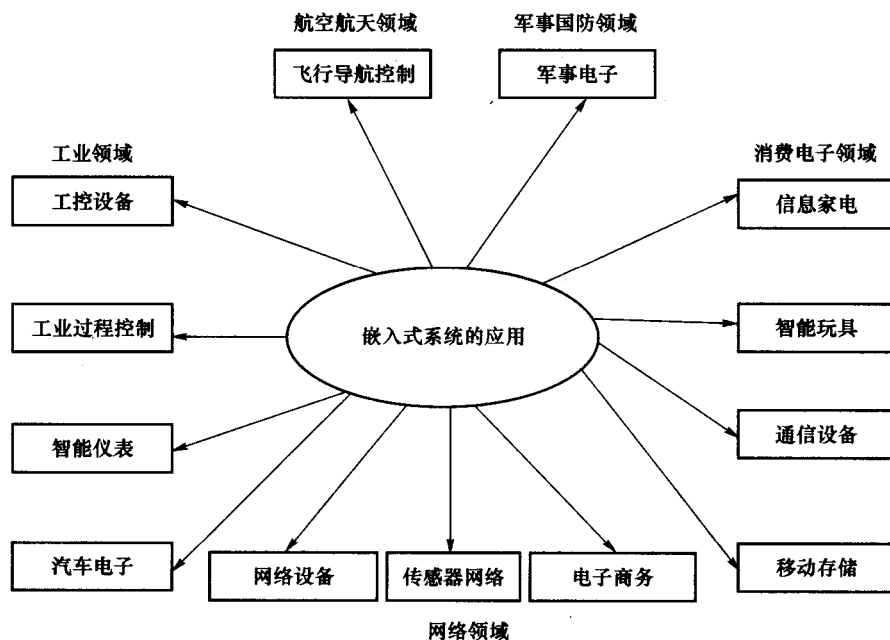 航空航天领域
军事国防领域
飞行导航控制
军事电子
工业领域
消费电子领域
工控设备
信息家电
工业过程控制
嵌入式系统的应用
智能玩具
智能仪表
通信设备
汽车电子
网络设备
传感器网络
电子商务
移动存储
网络领域